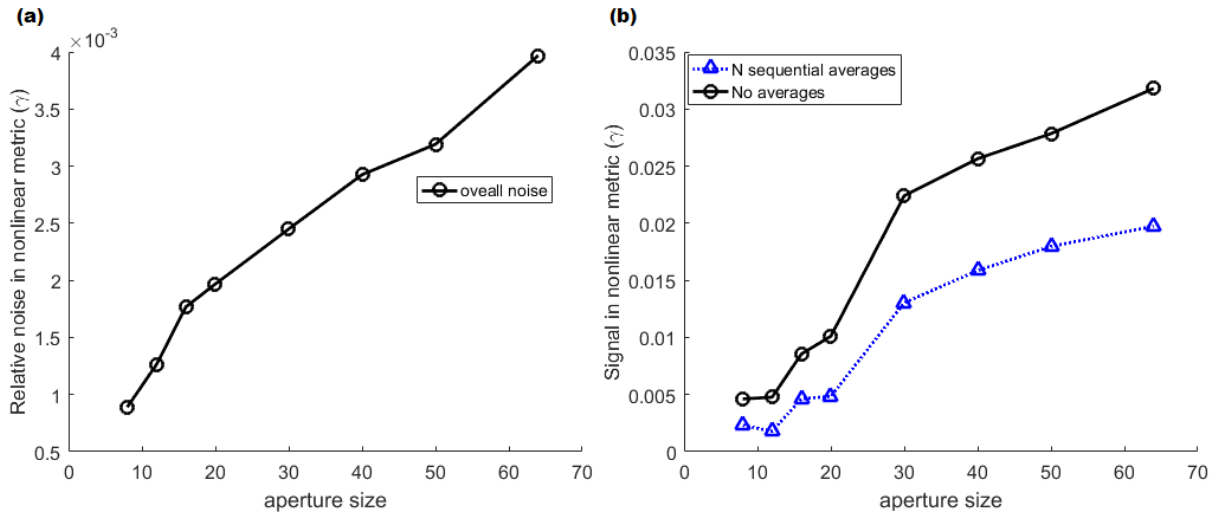 (a)
×10⁻³
4
3.5
3
2.5
2
1.5
1
0.5
0 10 20 30 40 50 60 70
aperture size
Relative noise in nonlinear metric (γ)
oveall noise
(b)
0.035
0.03
0.025
0.02
0.015
0.01
0.005
0
0 10 20 30 40 50 60 70
aperture size
Signal in nonlinear metric (γ)
N sequential averages
No averages